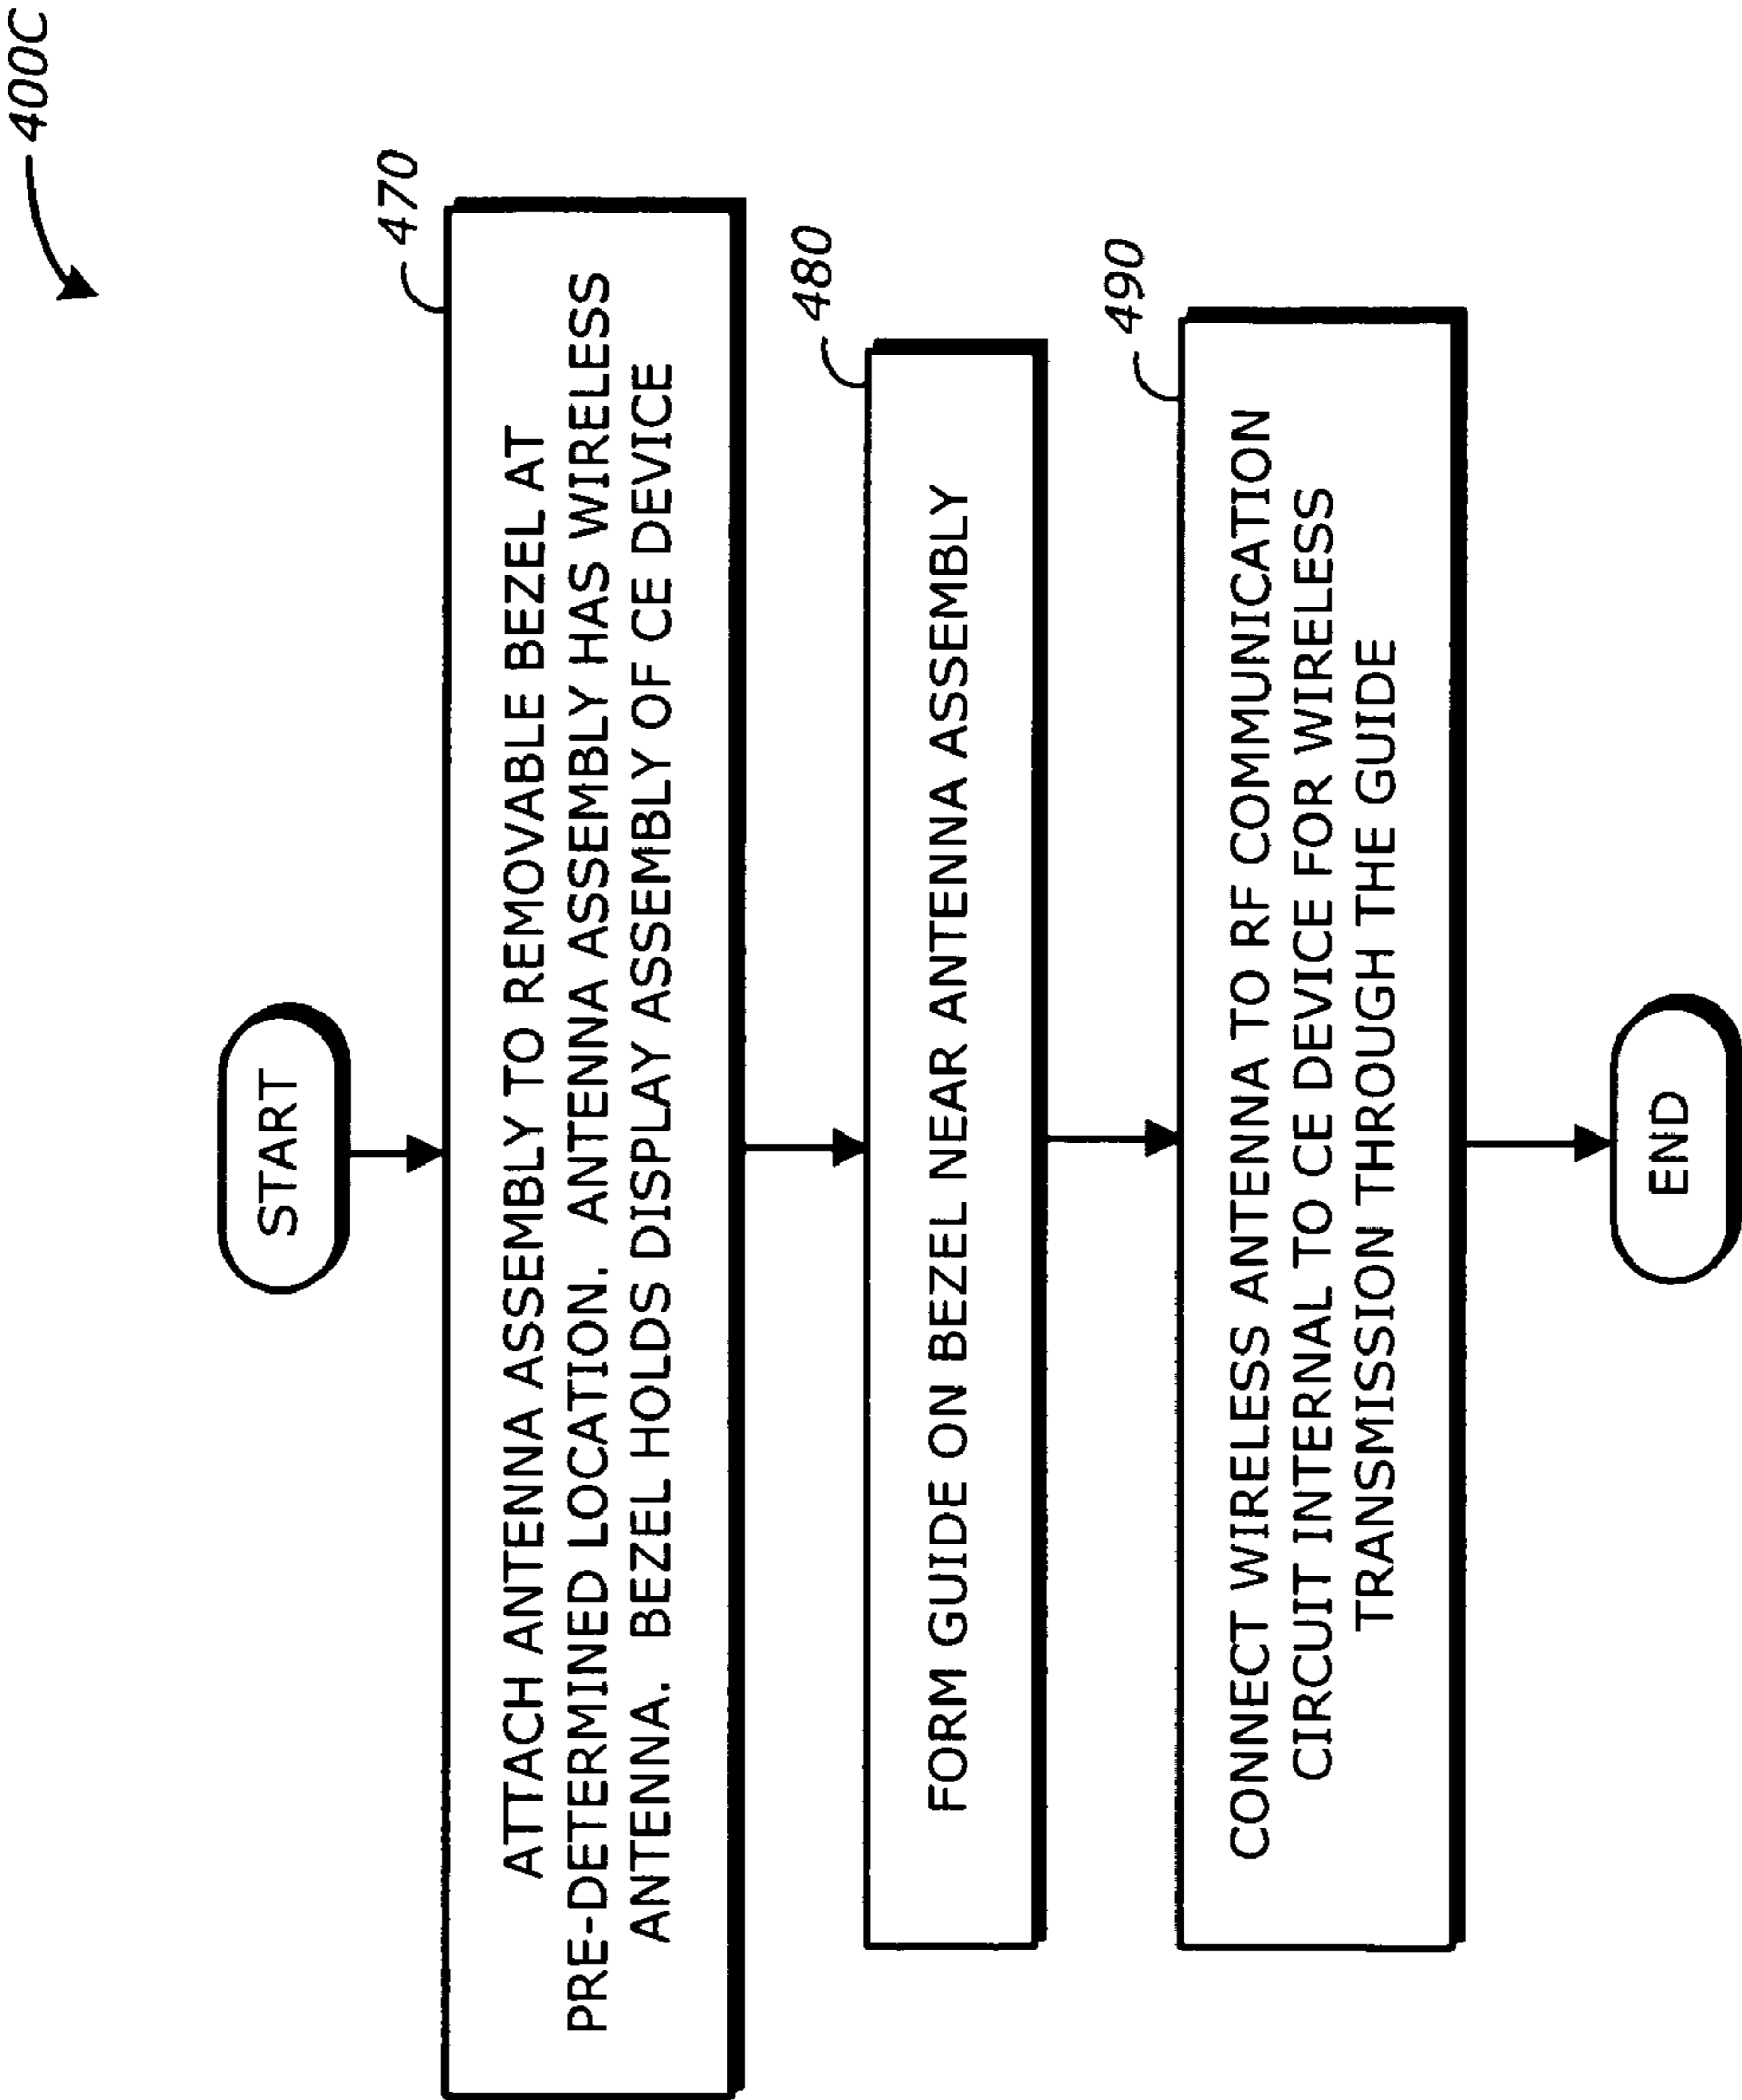 400C
START
470
ATTACH ANTENNA ASSEMBLY TO REMOVABLE BEZEL AT
PRE-DETERMINED LOCATION. ANTENNA ASSEMBLY HAS WIRELESS
ANTENNA. BEZEL HOLDS DISPLAY ASSEMBLY OF CE DEVICE
480
FORM GUIDE ON BEZEL NEAR ANTENNA ASSEMBLY
490
CONNECT WIRELESS ANTENNA TO RF COMMUNICATION
CIRCUIT INTERNAL TO CE DEVICE FOR WIRELESS
TRANSMISSION THROUGH THE GUIDE
END